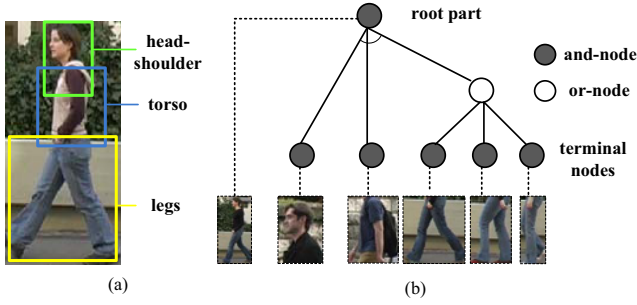 head-
shoulder
torso
legs
(a)
root part
and-node
or-node
terminal
nodes
(b)